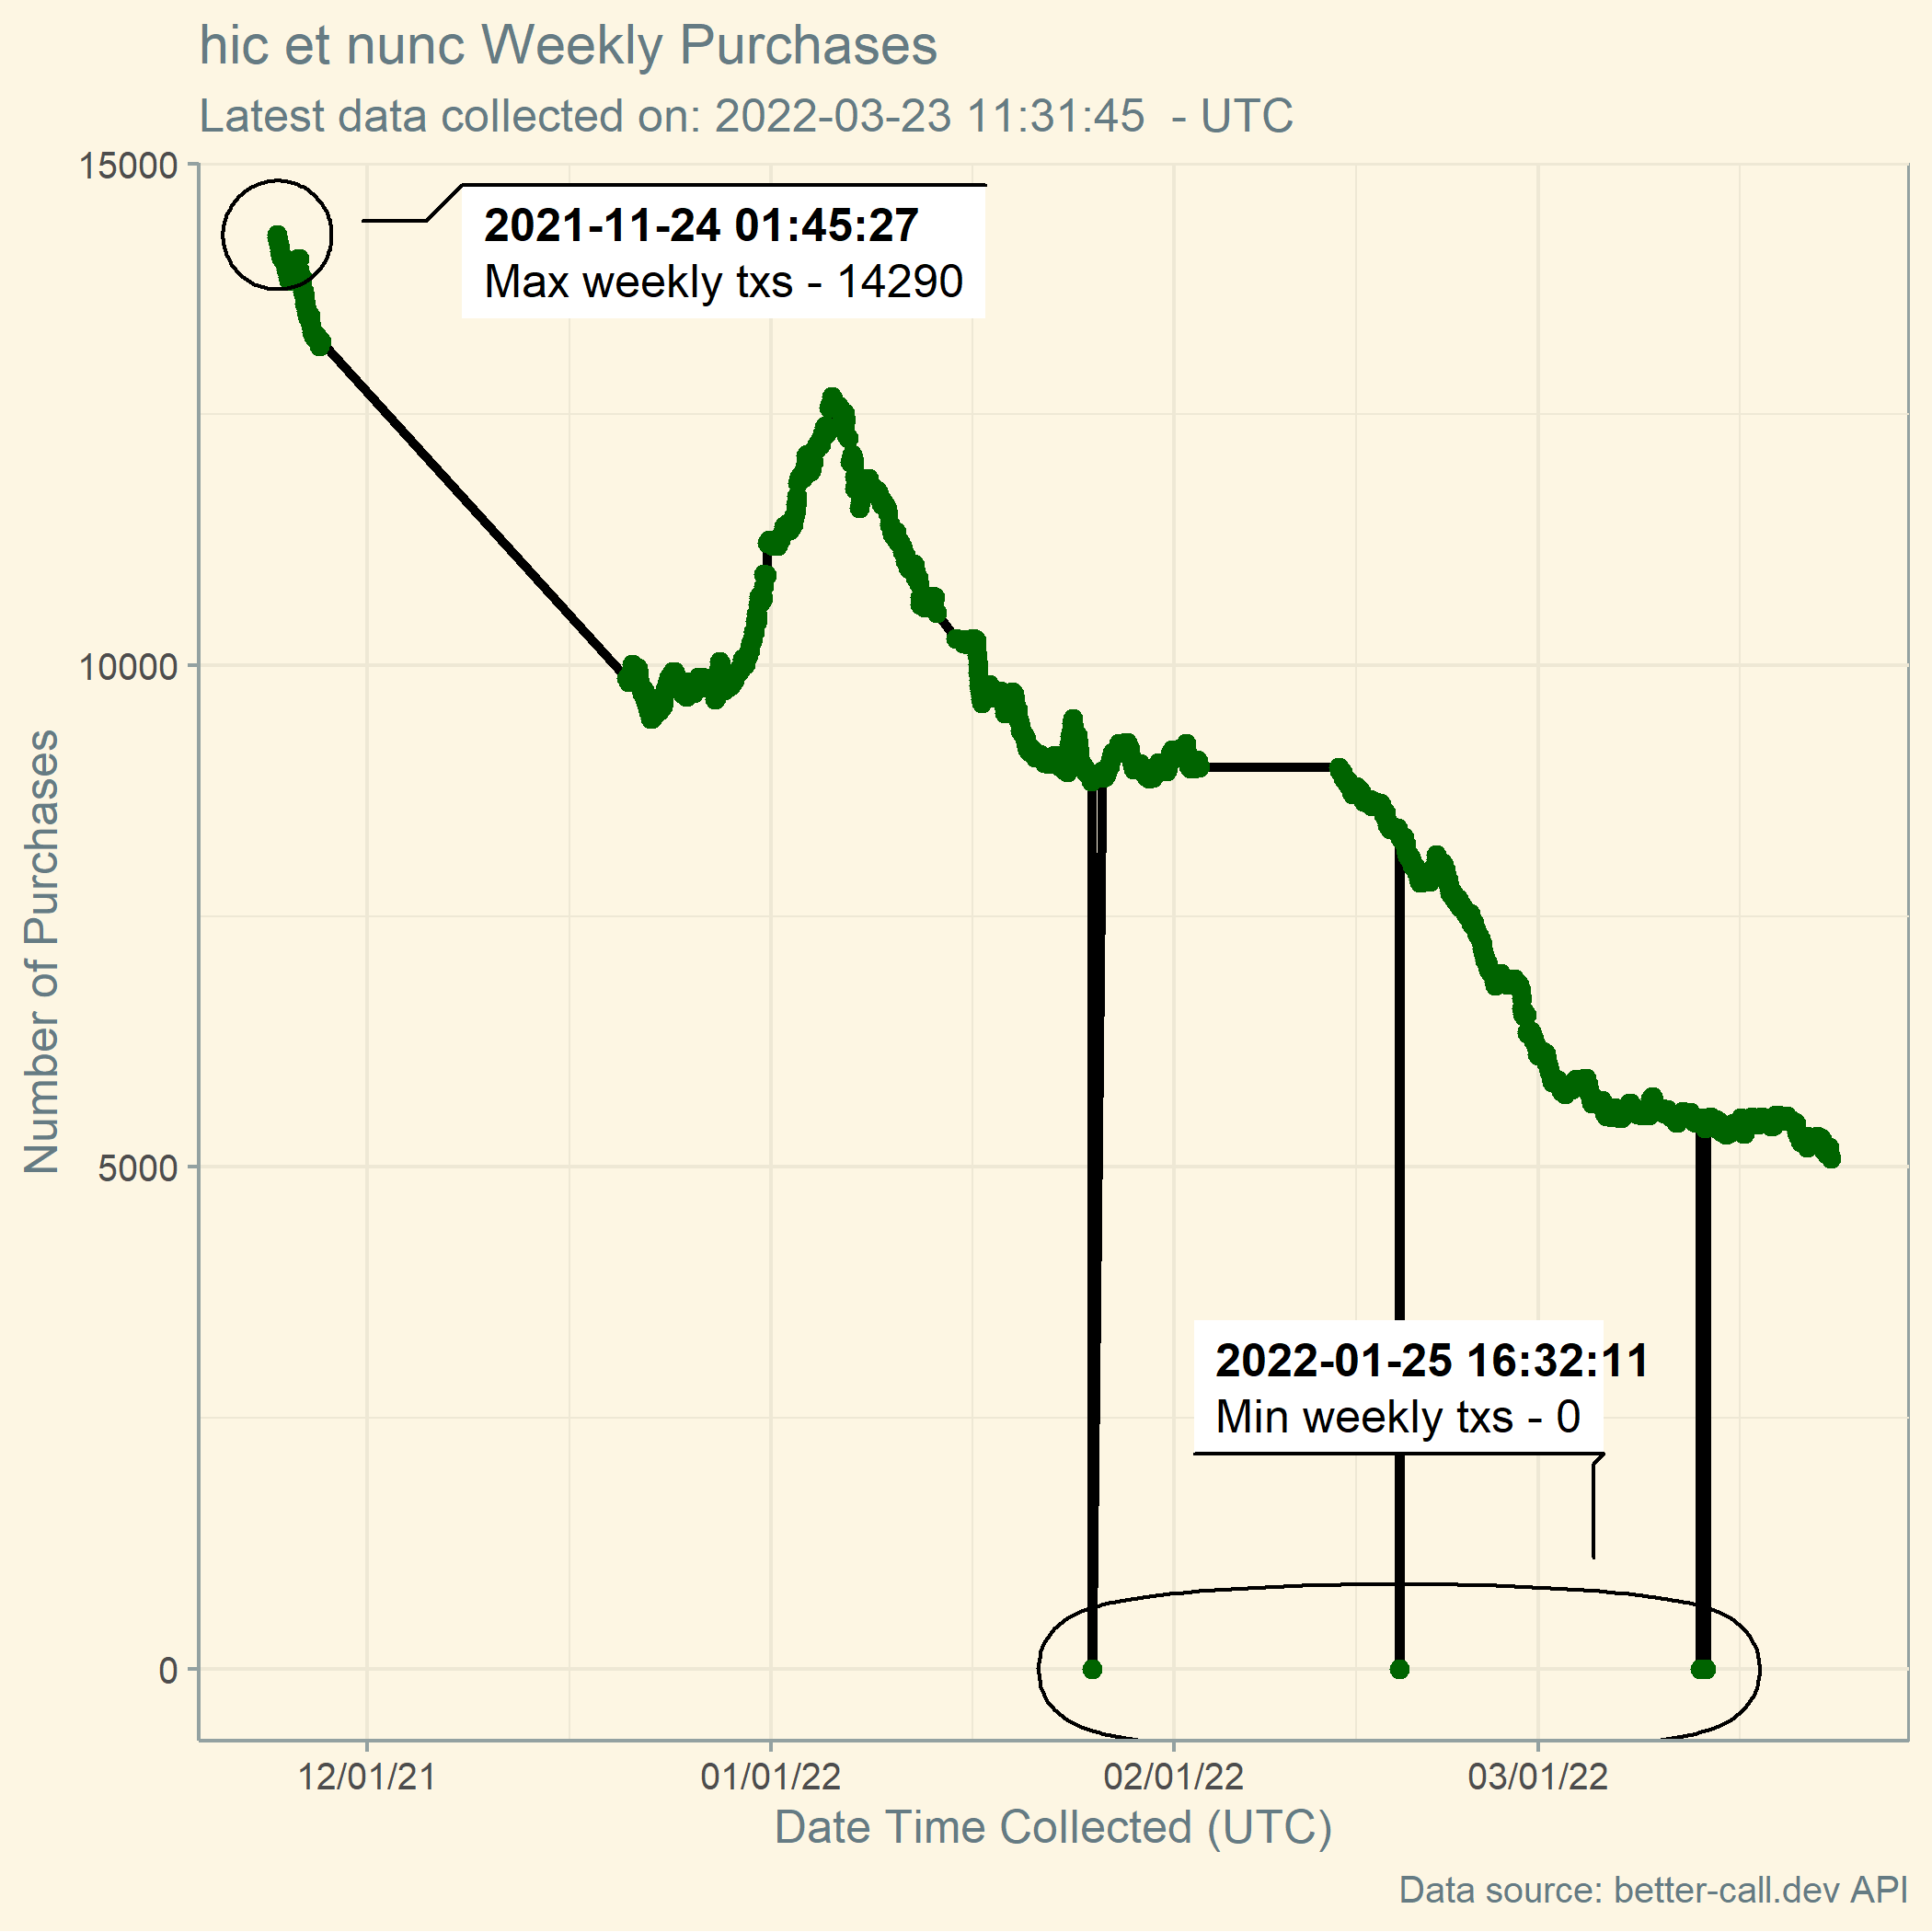 hic et nunc Weekly Purchases
Latest data collected on: 2022-03-23 11:31:45  - UTC
15000
10000
5000
0
Number of Purchases
2021-11-24 01:45:27
Max weekly txs - 14290
2022-01-25 16:32:11
Min weekly txs - 0
12/01/21
01/01/22
02/01/22
03/01/22
Date Time Collected (UTC)
Data source: better-call.dev API